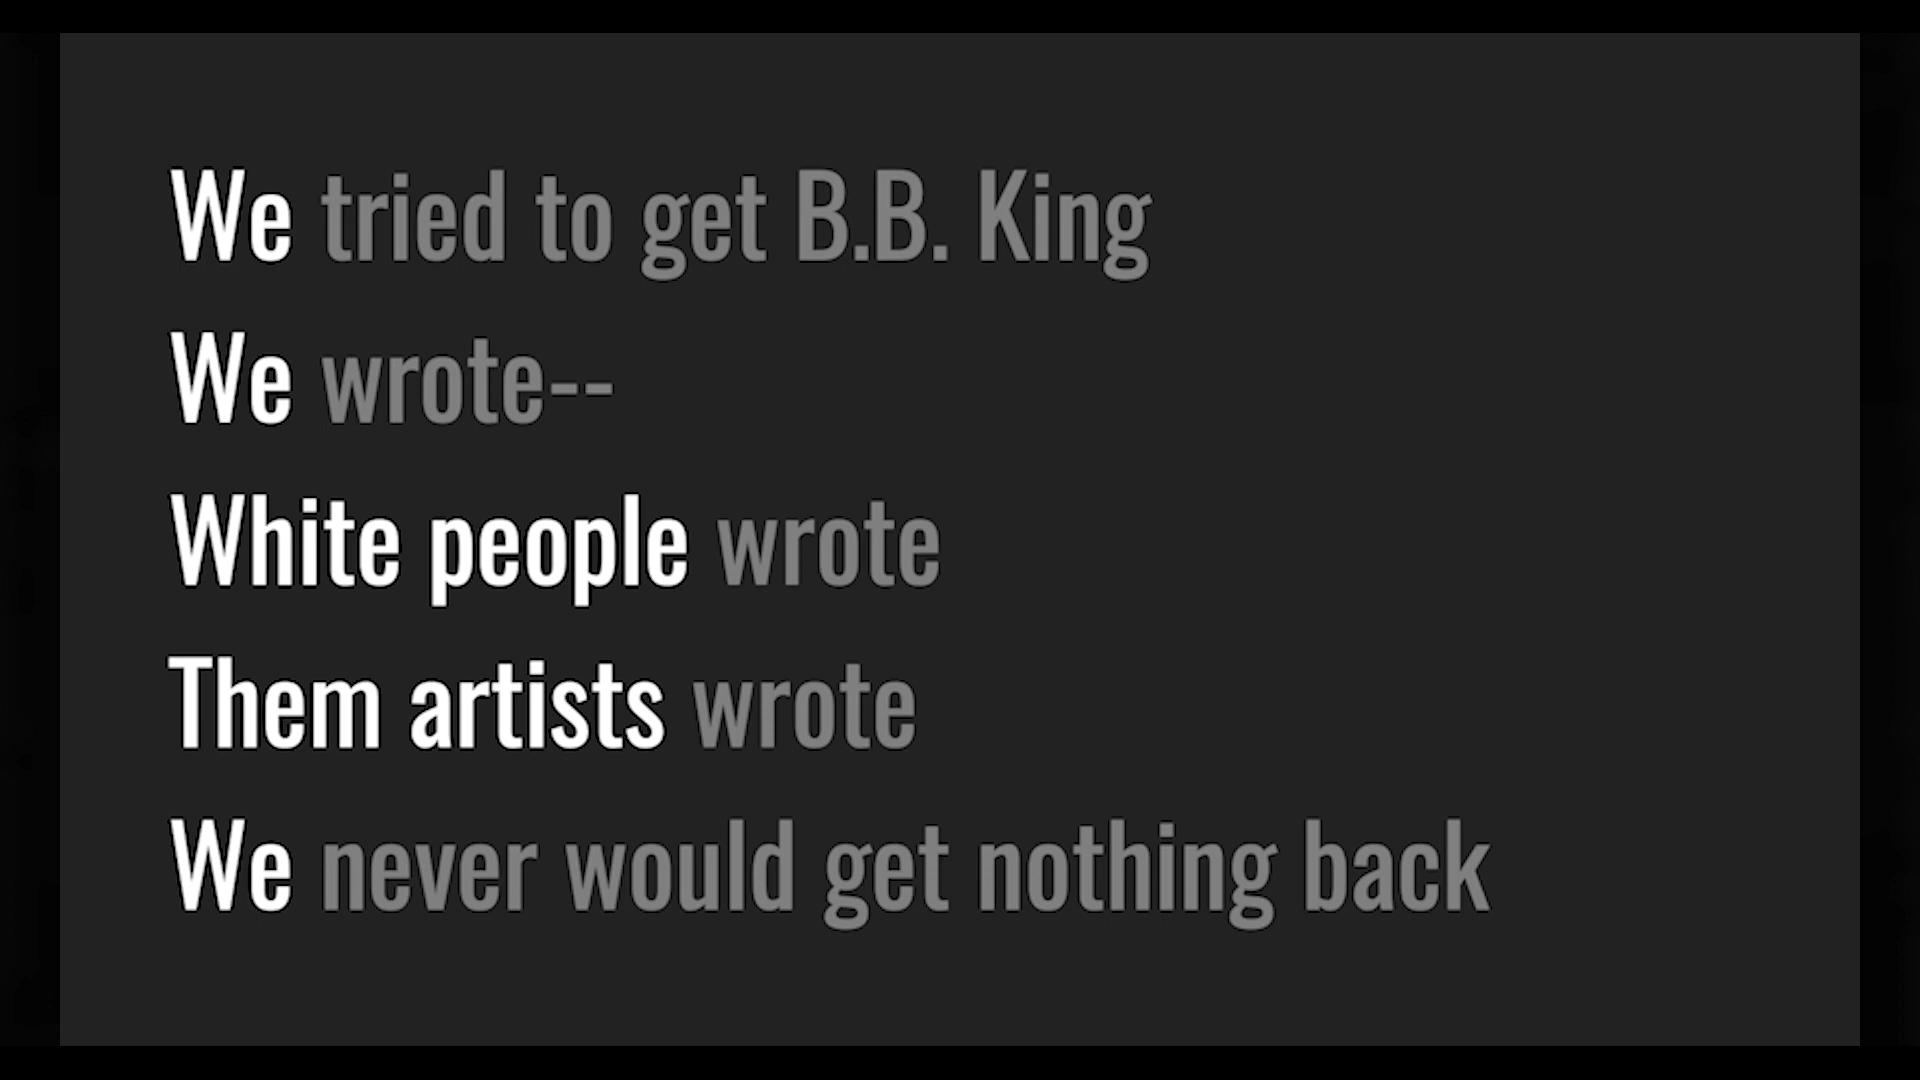 We tried to get B.B. King
We wrote--
White people wrote
Them artists wrote
We never would get nothing back